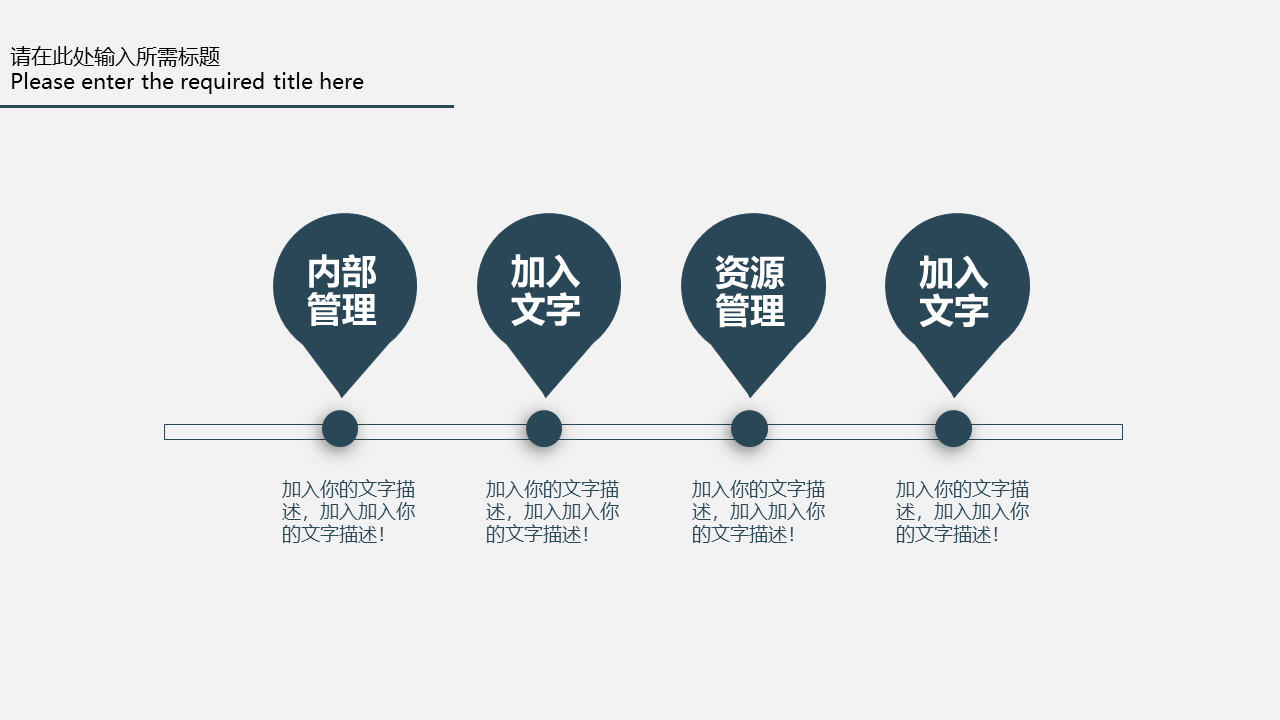 请在此处输入所需标题
Please enter the required title here
内部
管理
加入
文字
资源
管理
加入
文字
加入你的文字描
述，加入加入你
的文字描述！
加入你的文字描
述，加入加入你
的文字描述！
加入你的文字描
述，加入加入你
的文字描述！
加入你的文字描
述，加入加入你
的文字描述！